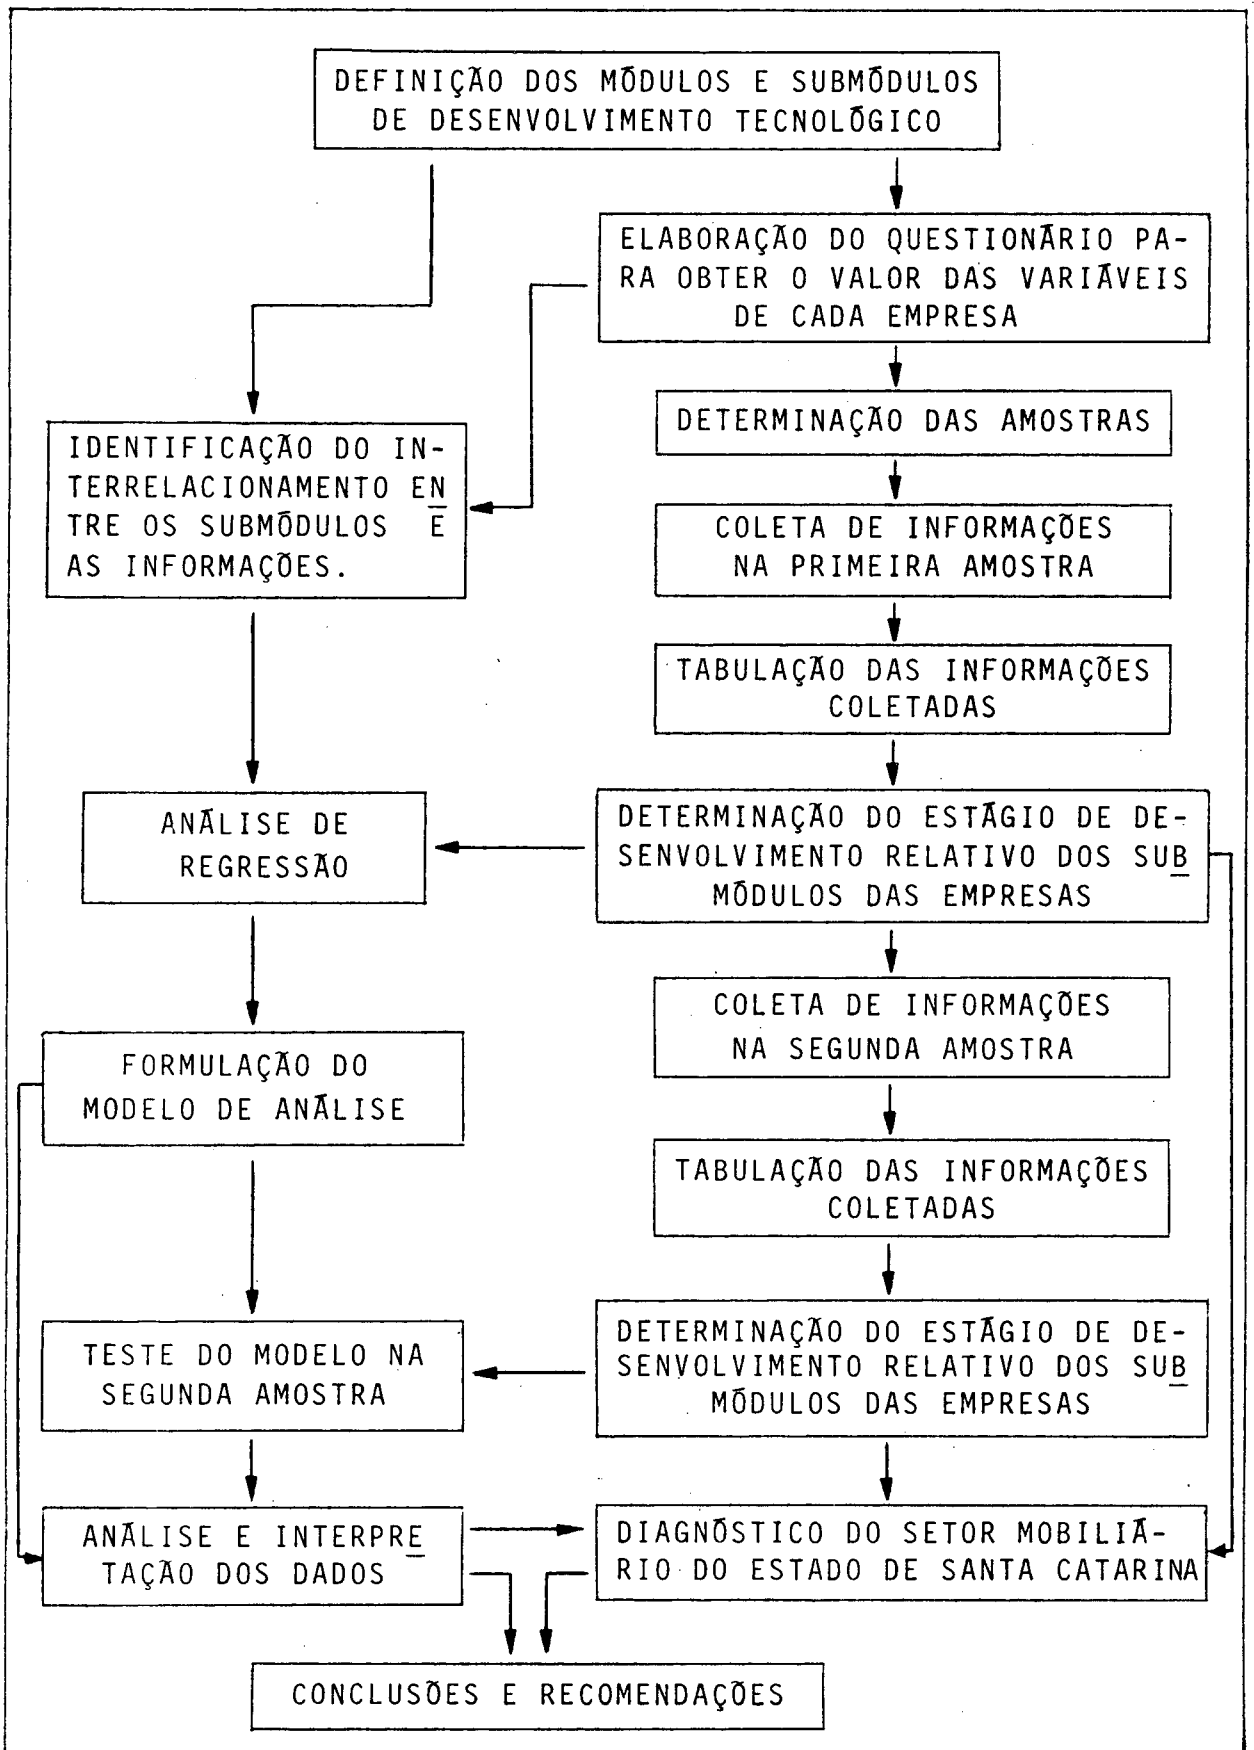 DEFINIÇÃO DOS MÓDULOS E SUBMÓDULOS
DE DESENVOLVIMENTO TECNOLÓGICO
ELABORAÇÃO DO QUESTIONÁRIO PA-
RA OBTER O VALOR DAS VARIÁVEIS
DE CADA EMPRESA
DETERMINAÇÃO DAS AMOSTRAS
IDENTIFICAÇÃO DO IN-
TERRELACIONAMENTO EN
TRE OS SUBMÓDULOS E
AS INFORMAÇÕES.
COLETA DE INFORMAÇÕES
NA PRIMEIRA AMOSTRA
TABULAÇÃO DAS INFORMAÇÕES
COLETADAS
ANÁLISE DE
REGRESSÃO
DETERMINAÇÃO DO ESTÁGIO DE DE-
SENVOLVIMENTO RELATIVO DOS SUB
MÓDULOS DAS EMPRESAS
COLETA DE INFORMAÇÕES
NA SEGUNDA AMOSTRA
FORMULAÇÃO DO
MODELO DE ANÁLISE
TABULAÇÃO DAS INFORMAÇÕES
COLETADAS
TESTE DO MODELO NA
SEGUNDA AMOSTRA
DETERMINAÇÃO DO ESTÁGIO DE DE-
SENVOLVIMENTO RELATIVO DOS SUB
MÓDULOS DAS EMPRESAS
ANÁLISE E INTERPRE
TAÇÃO DOS DADOS
DIAGNÓSTICO DO SETOR MOBILIÁ-
RIO DO ESTADO DE SANTA CATARINA
CONCLUSÕES E RECOMENDAÇÕES